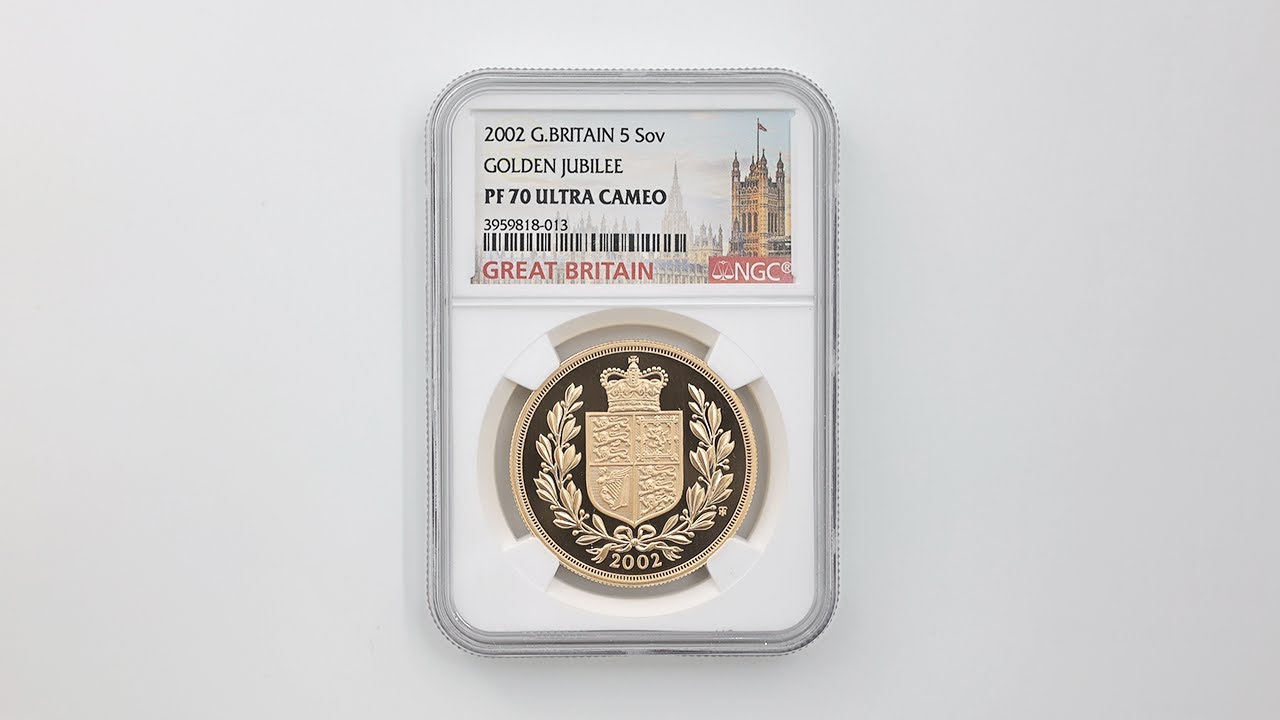 2002 G.BRITAIN 5 Sov
GOLDEN JUBILEE
PF 70 ULTRA CAMEO
3959818-013
GREAT BRITAIN
NGC®
2002